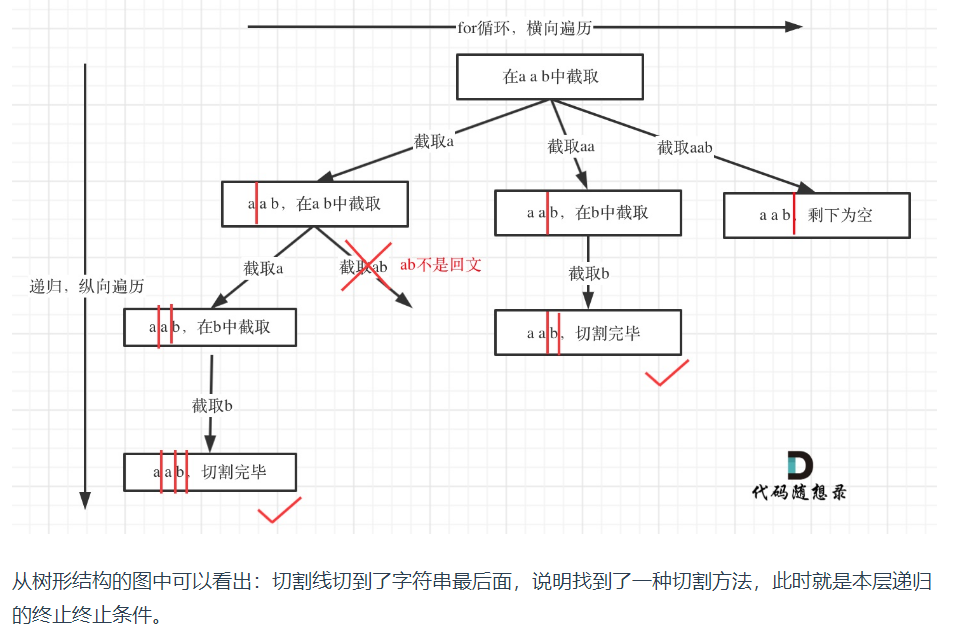 for循环，横向遍历
在a a b中截取
截取a
截取aa
截取aab
a a b，在a b中截取
a a b，在b中截取
a a b，剩下为空
递归，纵向遍历
截取a
截取ab
ab不是回文
截取b
a a b，在b中截取
a a b，切割完毕
截取b
a a b，切割完毕
代码随想录
从树形结构的图中可以看出：切割线切到了字符串最后面，说明找到了一种切割方法，此时就是本层递归
的终止终止条件。